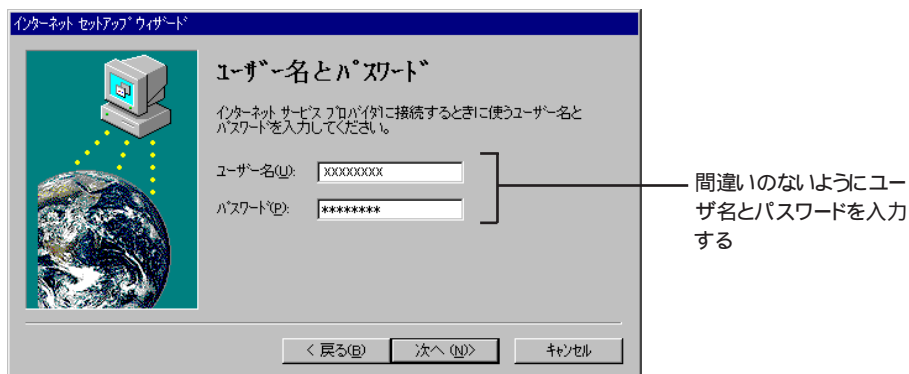 インターネット セットアップ ウィザード
ユーザー名とパスワード
インターネット サービス プロバイダに接続するときに使うユーザー名と
パスワードを入力してください。
ユーザー名(U): XXXXXXXX
パスワード(P): ********
間違いのないようにユー
ザ名とパスワードを入力
する
< 戻る(B) 次へ (N)> キャンセル